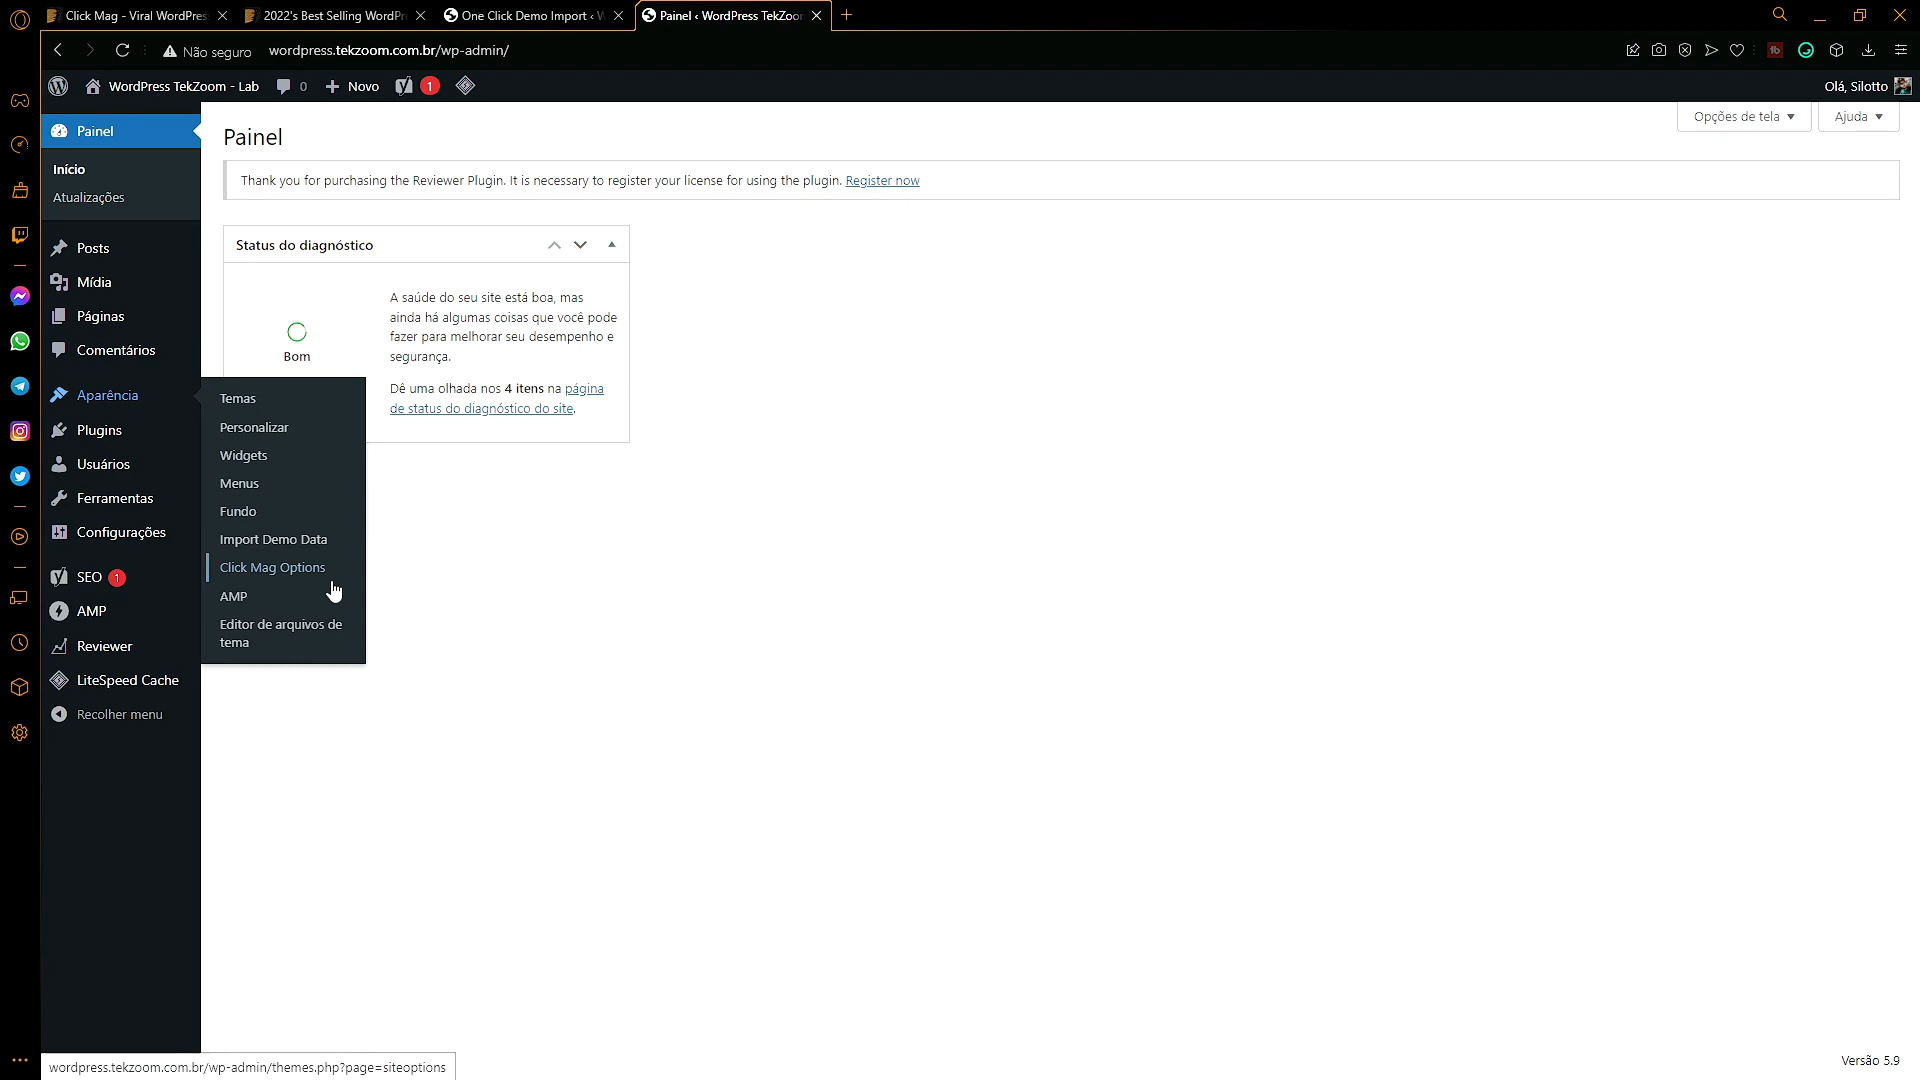 Click Mag - Viral WordPres
2022's Best Selling WordPr
One Click Demo Import ‹ W
Painel ‹ WordPress TekZoom
Não seguro
wordpress.tekzoom.com.br/wp-admin/
WordPress TekZoom - Lab
0
Novo
1
Olá, Silotto
Painel
Início
Atualizações
Posts
Mídia
Páginas
Comentários
Aparência
Plugins
Usuários
Ferramentas
Configurações
SEO 1
AMP
Reviewer
LiteSpeed Cache
Recolher menu
Temas
Personalizar
Widgets
Menus
Fundo
Import Demo Data
Click Mag Options
AMP
Editor de arquivos de
tema
Painel
Opções de tela
Ajuda
Thank you for purchasing the Reviewer Plugin. It is necessary to register your license for using the plugin. Register now
Status do diagnóstico
Bom
A saúde do seu site está boa, mas
ainda há algumas coisas que você pode
fazer para melhorar seu desempenho e
segurança.
Dê uma olhada nos 4 itens na página
de status do diagnóstico do site.
Versão 5.9
wordpress.tekzoom.com.br/wp-admin/themes.php?page=siteoptions